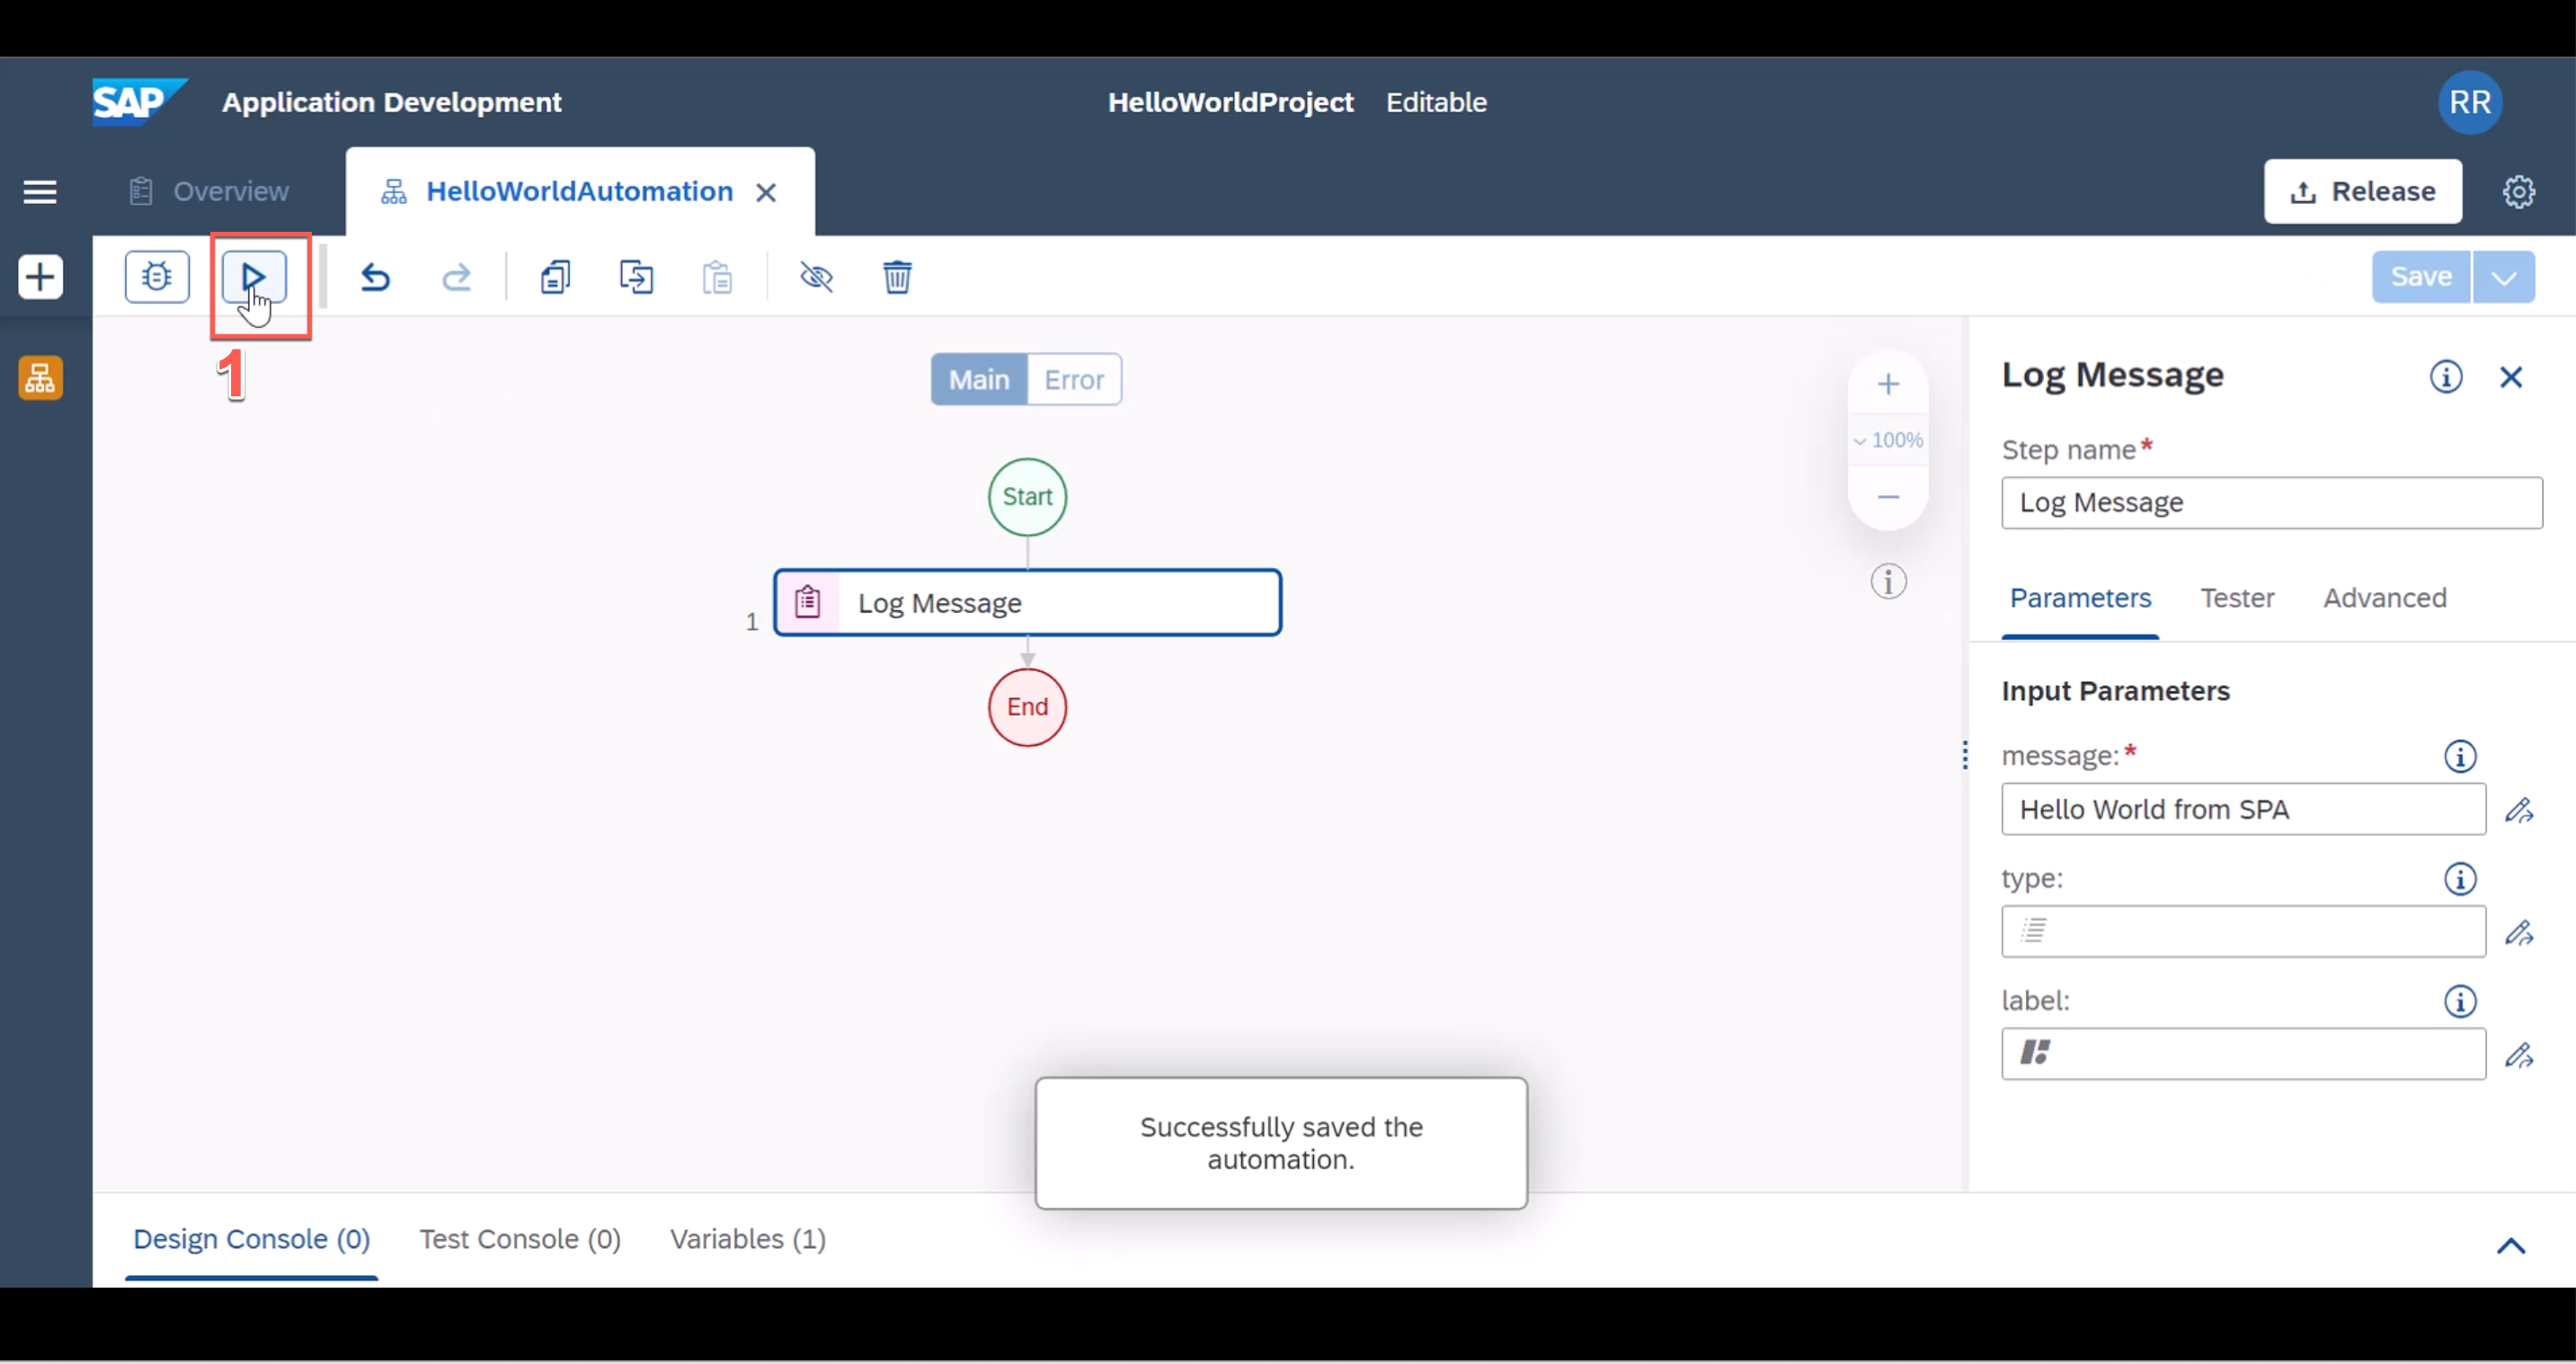 SAP Application Development HelloWorldProject Editable RR
Overview HelloWorldAutomation Release
Save
1
Main Error
100%
Start
1 Log Message
End
Log Message
Step name*
Log Message
Parameters Tester Advanced
Input Parameters
message:*
Hello World from SPA
type:
label:
Successfully saved the
automation.
Design Console (0) Test Console (0) Variables (1)